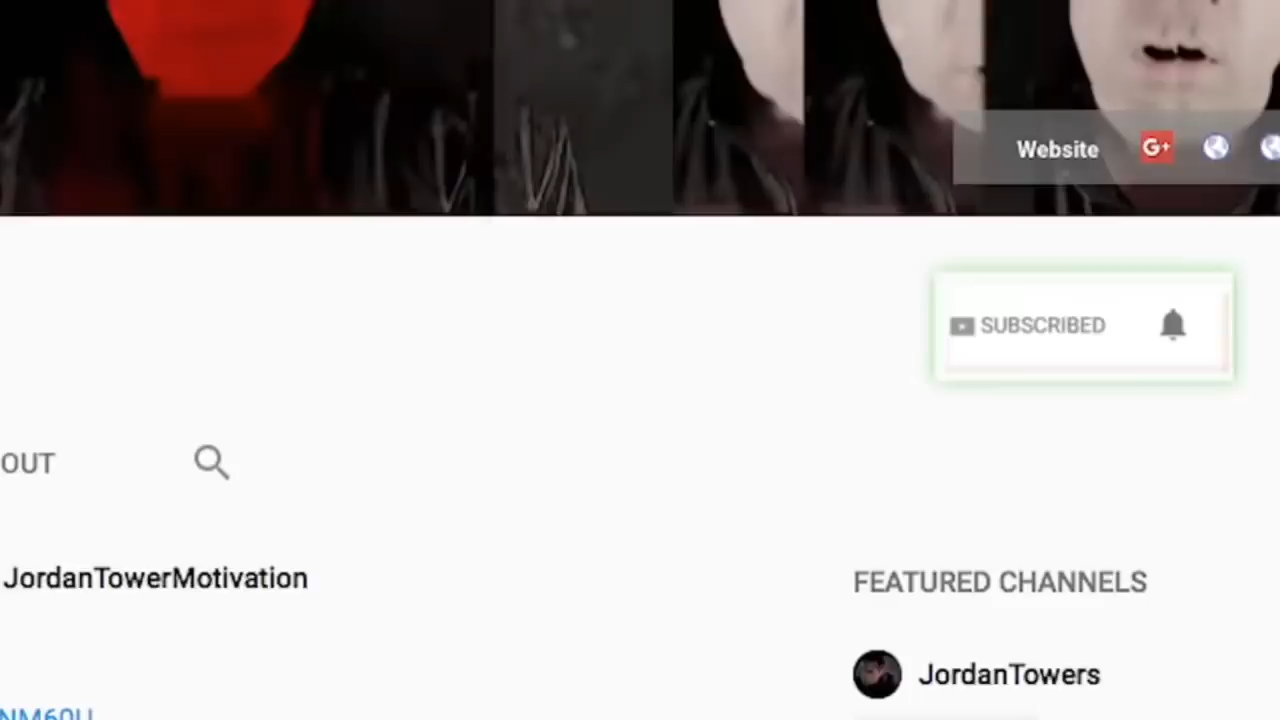 Website G+
SUBSCRIBED
OUT
JordanTowerMotivation
FEATURED CHANNELS
JordanTowers